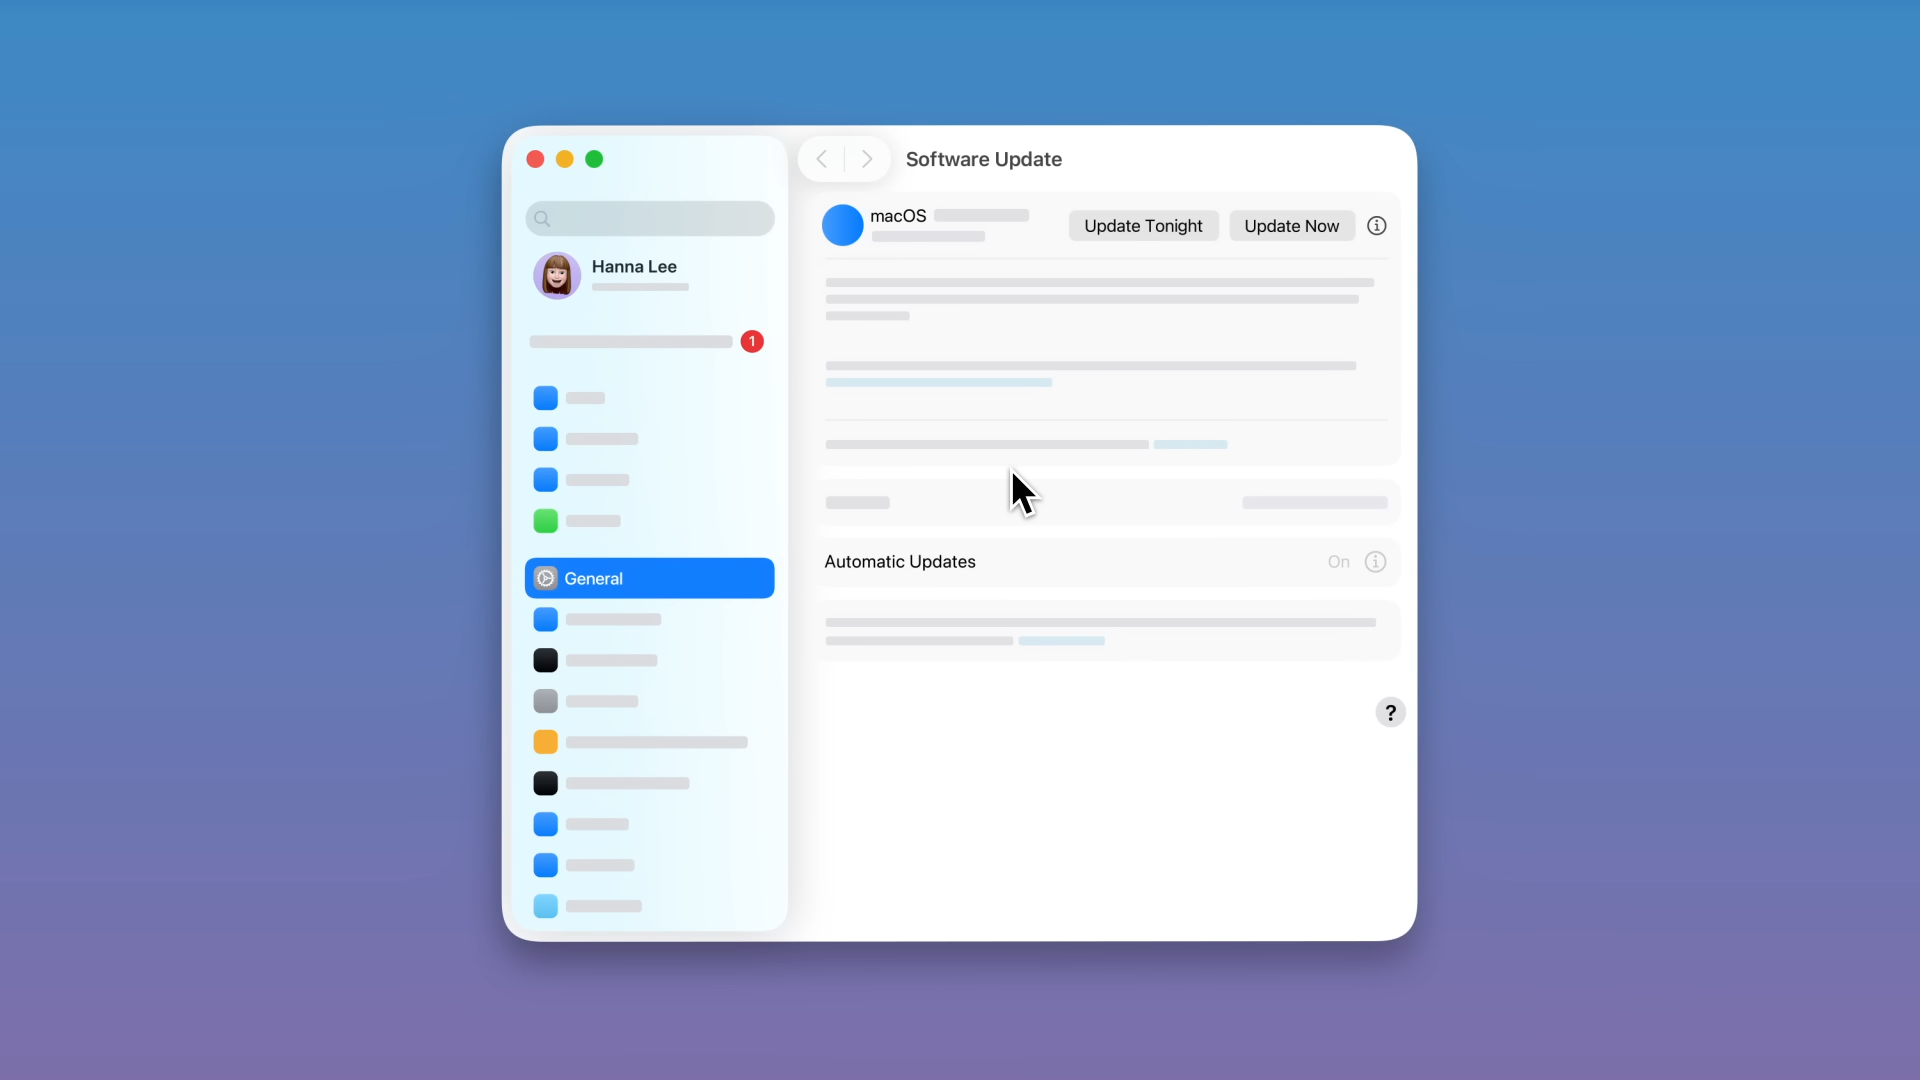 Software Update
Hanna Lee
1
General
macOS
Update Tonight
Update Now
Automatic Updates
On
?